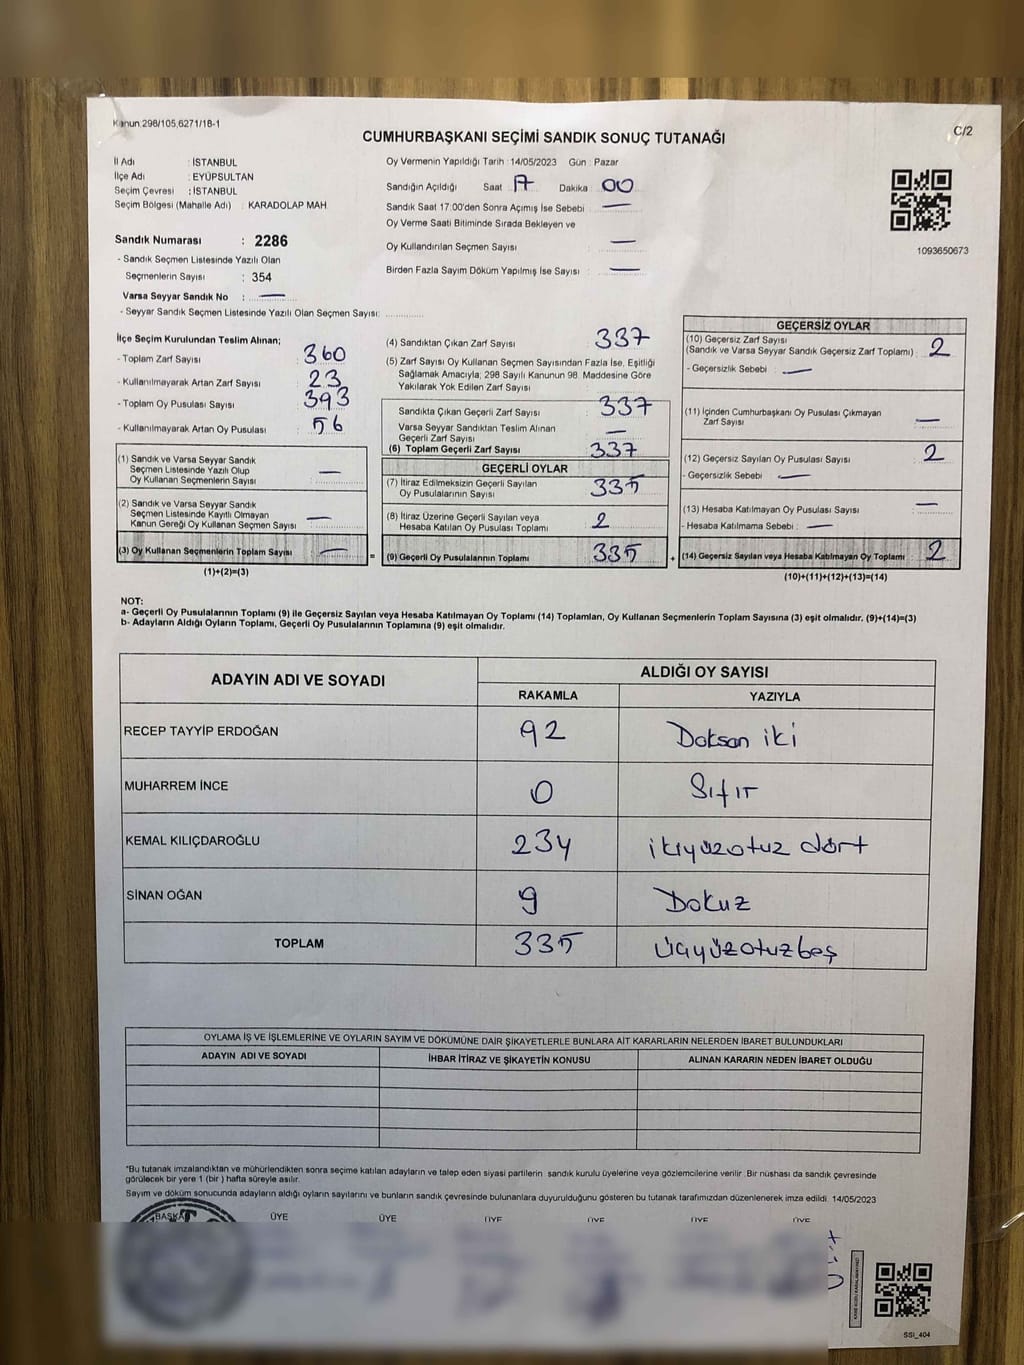 Kanun 298/105,6271/18-1
C/2
CUMHURBAŞKANI SEÇİMİ SANDIK SONUÇ TUTANAĞI
İl Adı : İSTANBUL
İlçe Adı : EYÜPSULTAN
Seçim Çevresi : İSTANBUL
Seçim Bölgesi (Mahalle Adı) : KARADOLAP MAH.
Sandık Numarası : 2286
- Sandık Seçmen Listesinde Yazılı Olan
Seçmenlerin Sayısı : 354
Varsa Seyyar Sandık No : —
- Seyyar Sandık Seçmen Listesinde Yazılı Olan Seçmen Sayısı:
Oy Vermenin Yapıldığı Tarih : 14/05/2023 Gün : Pazar
Sandığın Açıldığı Saat 17 Dakika 00
Sandık Saat 17:00'den Sonra Açımış İse Sebebi : —
Oy Verme Saati Bitiminde Sırada Bekleyen ve
Oy Kullandırılan Seçmen Sayısı : —
Birden Fazla Sayım Döküm Yapılmış İse Sayısı : —
1093650673
İlçe Seçim Kurulundan Teslim Alınan;
- Toplam Zarf Sayısı : 360
- Kullanılmayarak Artan Zarf Sayısı : 23
- Toplam Oy Pusulası Sayısı : 393
- Kullanılmayarak Artan Oy Pusulası : 56
(1) Sandık ve Varsa Seyyar Sandık
Seçmen Listesinde Yazılı Olup
Oy Kullanan Seçmenlerin Sayısı —
(2) Sandık ve Varsa Seyyar Sandık
Seçmen Listesinde Kayıtlı Olmayan
Kanun Gereği Oy Kullanan Seçmen Sayısı —
(3) Oy Kullanan Seçmenlerin Toplam Sayısı —
(1)+(2)=(3)
=
(4) Sandıktan Çıkan Zarf Sayısı : 337
(5) Zarf Sayısı Oy Kullanan Seçmen Sayısından Fazla İse, Eşitliği
Sağlamak Amacıyla; 298 Sayılı Kanunun 98. Maddesine Göre
Yakılarak Yok Edilen Zarf Sayısı
Sandıkta Çıkan Geçerli Zarf Sayısı : 337
Varsa Seyyar Sandıktan Teslim Alınan
Geçerli Zarf Sayısı : —
(6) Toplam Geçerli Zarf Sayısı : 337
GEÇERLİ OYLAR
(7) İtiraz Edilmeksizin Geçerli Sayılan
Oy Pusulalarının Sayısı : 335
(8) İtiraz Üzerine Geçerli Sayılan veya
Hesaba Katılan Oy Pusulası Toplamı : 2
(9) Geçerli Oy Pusulalarının Toplamı : 335
+
GEÇERSİZ OYLAR
(10) Geçersiz Zarf Sayısı
(Sandık ve Varsa Seyyar Sandık Geçersiz Zarf Toplamı) : 2
- Geçersizlik Sebebi : —
(11) İçinden Cumhurbaşkanı Oy Pusulası Çıkmayan
Zarf Sayısı : —
(12) Geçersiz Sayılan Oy Pusulası Sayısı : 2
- Geçersizlik Sebebi : —
(13) Hesaba Katılmayan Oy Pusulası Sayısı : —
- Hesaba Katılmama Sebebi : —
(14) Geçersiz Sayılan veya Hesaba Katılmayan Oy Toplamı : 2
(10)+(11)+(12)+(13)=(14)
NOT:
a- Geçerli Oy Pusulalarının Toplamı (9) ile Geçersiz Sayılan veya Hesaba Katılmayan Oy Toplamı (14) Toplamları, Oy Kullanan Seçmenlerin Toplam Sayısına (3) eşit olmalıdır. (9)+(14)=(3)
b- Adayların Aldığı Oyların Toplamı, Geçerli Oy Pusulalarının Toplamına (9) eşit olmalıdır.
ADAYIN ADI VE SOYADI ALDIĞI OY SAYISI
RAKAMLA YAZIYLA
RECEP TAYYİP ERDOĞAN 92 Doksan iki
MUHARREM İNCE 0 Sıfır
KEMAL KILIÇDAROĞLU 234 ikiyüzotuz dört
SİNAN OĞAN 9 Dokuz
TOPLAM 335 üçyüzotuzbeş
OYLAMA İŞ VE İŞLEMLERİNE VE OYLARIN SAYIM VE DÖKÜMÜNE DAİR ŞİKAYETLERLE BUNLARA AİT KARARLARIN NELERDEN İBARET BULUNDUKLARI
ADAYIN ADI VE SOYADI İHBAR İTİRAZ VE ŞİKAYETİN KONUSU ALINAN KARARIN NEDEN İBARET OLDUĞU
*Bu tutanak imzalandıktan ve mühürlendikten sonra seçime katılan adayların ve talep eden siyasi partilerin sandık kurulu üyelerine veya gözlemcilerine verilir. Bir nüshası da sandık çevresinde
görülecek bir yere 1 (bir) hafta süreyle asılır.
Sayım ve döküm sonucunda adayların aldığı oyların sayılarını ve bunların sandık çevresinde bulunanlara duyurulduğunu gösteren bu tutanak tarafımızdan düzenlenerek imza edildi. 14/05/2023
BAŞKAN ÜYE ÜYE ÜYE ÜYE ÜYE ÜYE
SSI_404